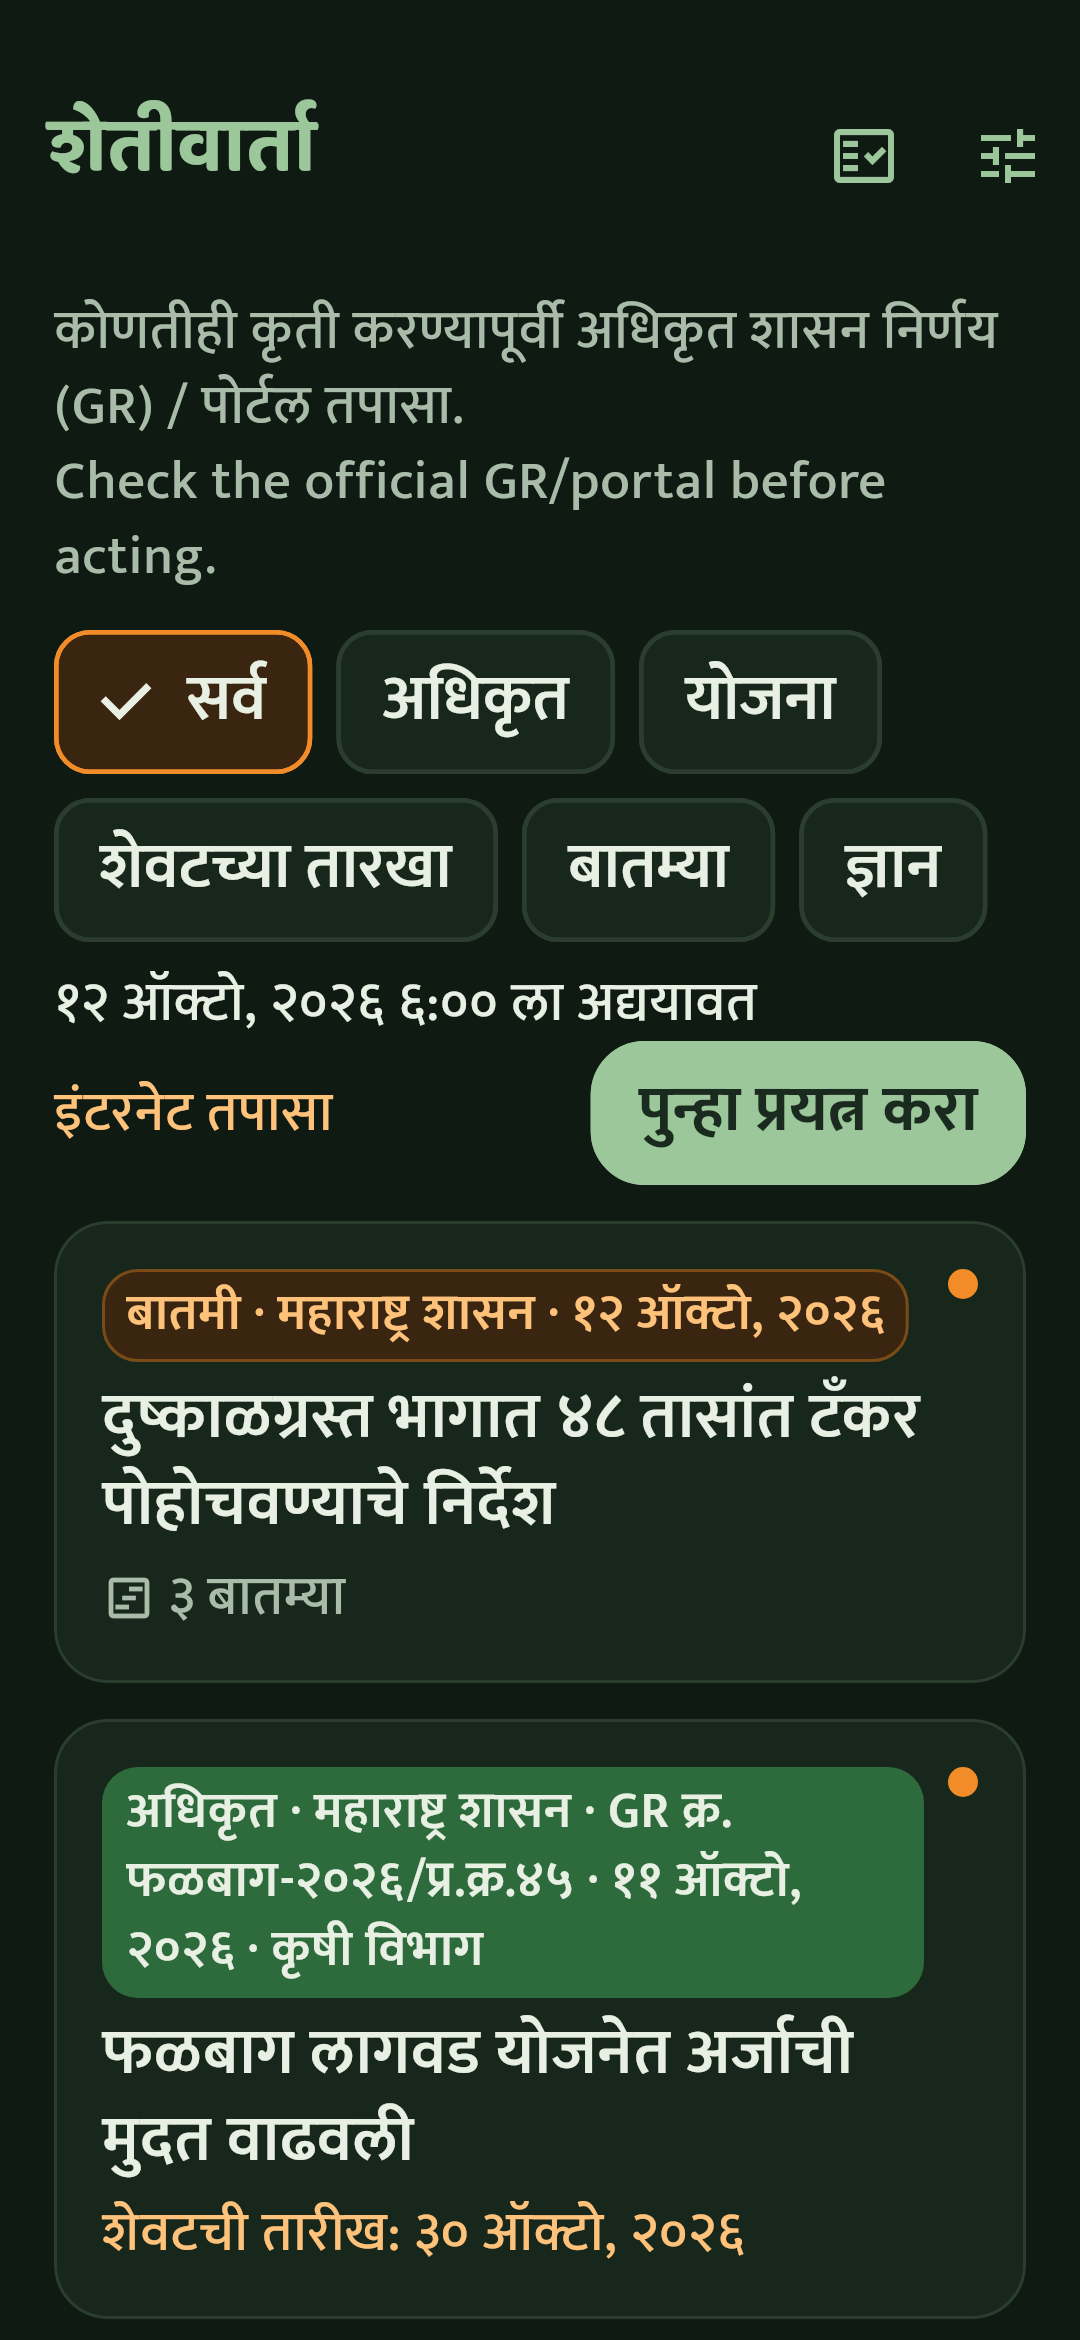 शेतीवार्ता
कोणतीही कृती करण्यापूर्वी अधिकृत शासन निर्णय
(GR) / पोर्टल तपासा.
Check the official GR/portal before
acting.
सर्व
अधिकृत
योजना
शेवटच्या तारखा
बातम्या
ज्ञान
१२ ऑक्टो, २०२६ ६:०० ला अद्ययावत
इंटरनेट तपासा
पुन्हा प्रयत्न करा
बातमी · महाराष्ट्र शासन · १२ ऑक्टो, २०२६
दुष्काळग्रस्त भागात ४८ तासांत टँकर
पोहोचवण्याचे निर्देश
३ बातम्या
अधिकृत · महाराष्ट्र शासन · GR क्र.
फळबाग-२०२६/प्र.क्र.४५ · ११ ऑक्टो,
२०२६ · कृषी विभाग
फळबाग लागवड योजनेत अर्जाची
मुदत वाढवली
शेवटची तारीख: ३० ऑक्टो, २०२६